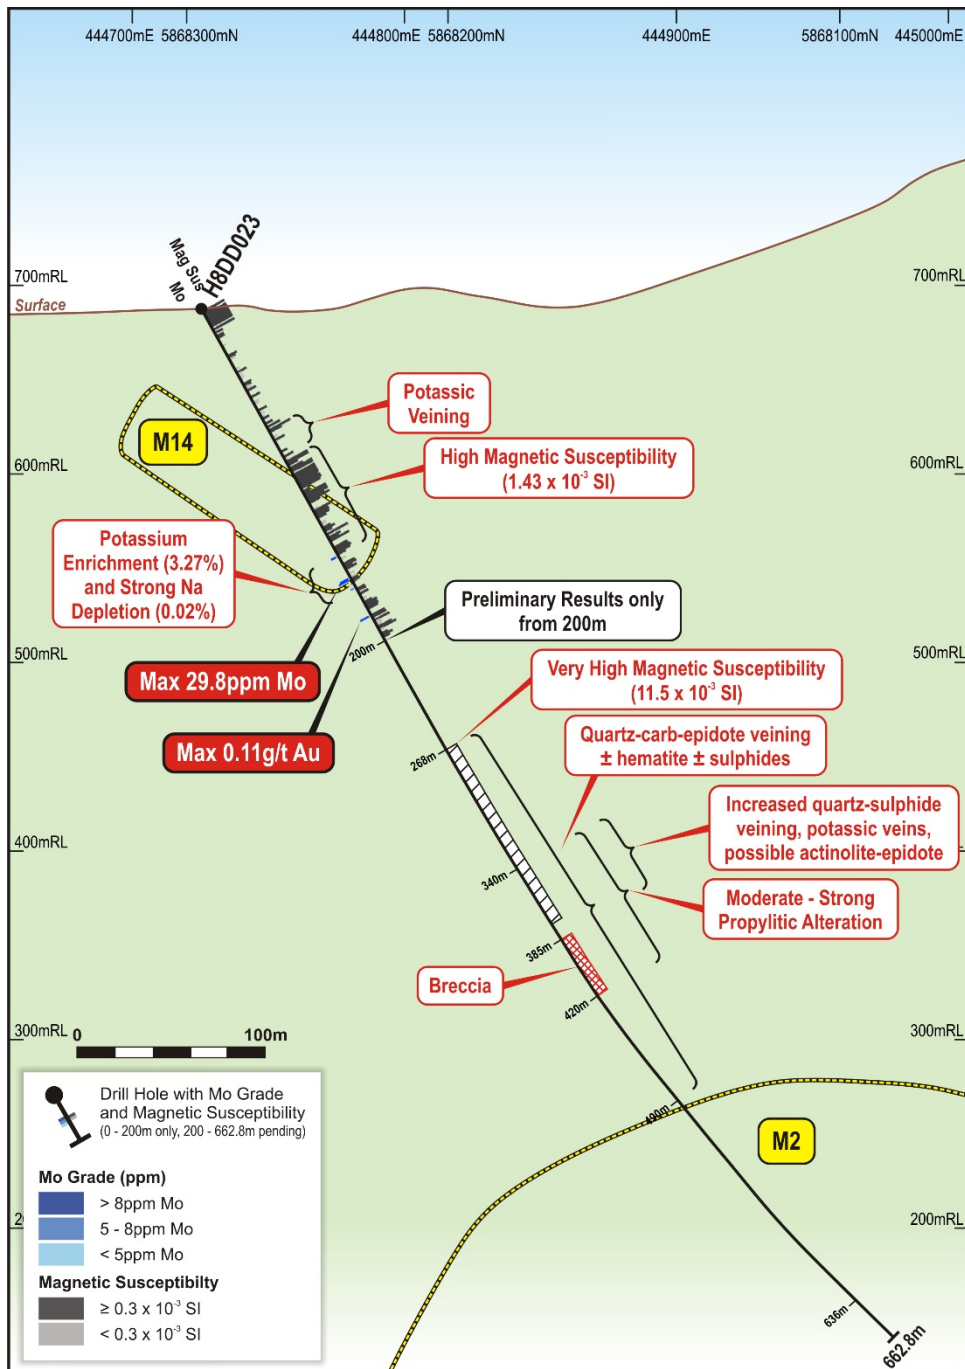 444700mE 5868300mN 444800mE 5868200mN 444900mE 5868100mN 445000mE
700mRL
700mRL
Surface
Mag Sus
Mo
H8DD023
Potassic
Veining
M14
High Magnetic Susceptibility
(1.43 x 10⁻³ SI)
600mRL
600mRL
Potassium
Enrichment (3.27%)
and Strong Na
Depletion (0.02%)
Preliminary Results only
from 200m
200m
500mRL
500mRL
Max 29.8ppm Mo
Very High Magnetic Susceptibility
(11.5 x 10⁻³ SI)
Max 0.11g/t Au
268m
Quartz-carb-epidote veining
± hematite ± sulphides
Increased quartz-sulphide
veining, potassic veins,
possible actinolite-epidote
400mRL
400mRL
340m
Moderate - Strong
Propylitic Alteration
385m
Breccia
420m
300mRL
300mRL
0 100m
490m
M2
200mRL
636m
662.8m
Drill Hole with Mo Grade
and Magnetic Susceptibility
(0 - 200m only, 200 - 662.8m pending)
Mo Grade (ppm)
> 8ppm Mo
5 - 8ppm Mo
< 5ppm Mo
Magnetic Susceptibilty
≥ 0.3 x 10⁻³ SI
< 0.3 x 10⁻³ SI